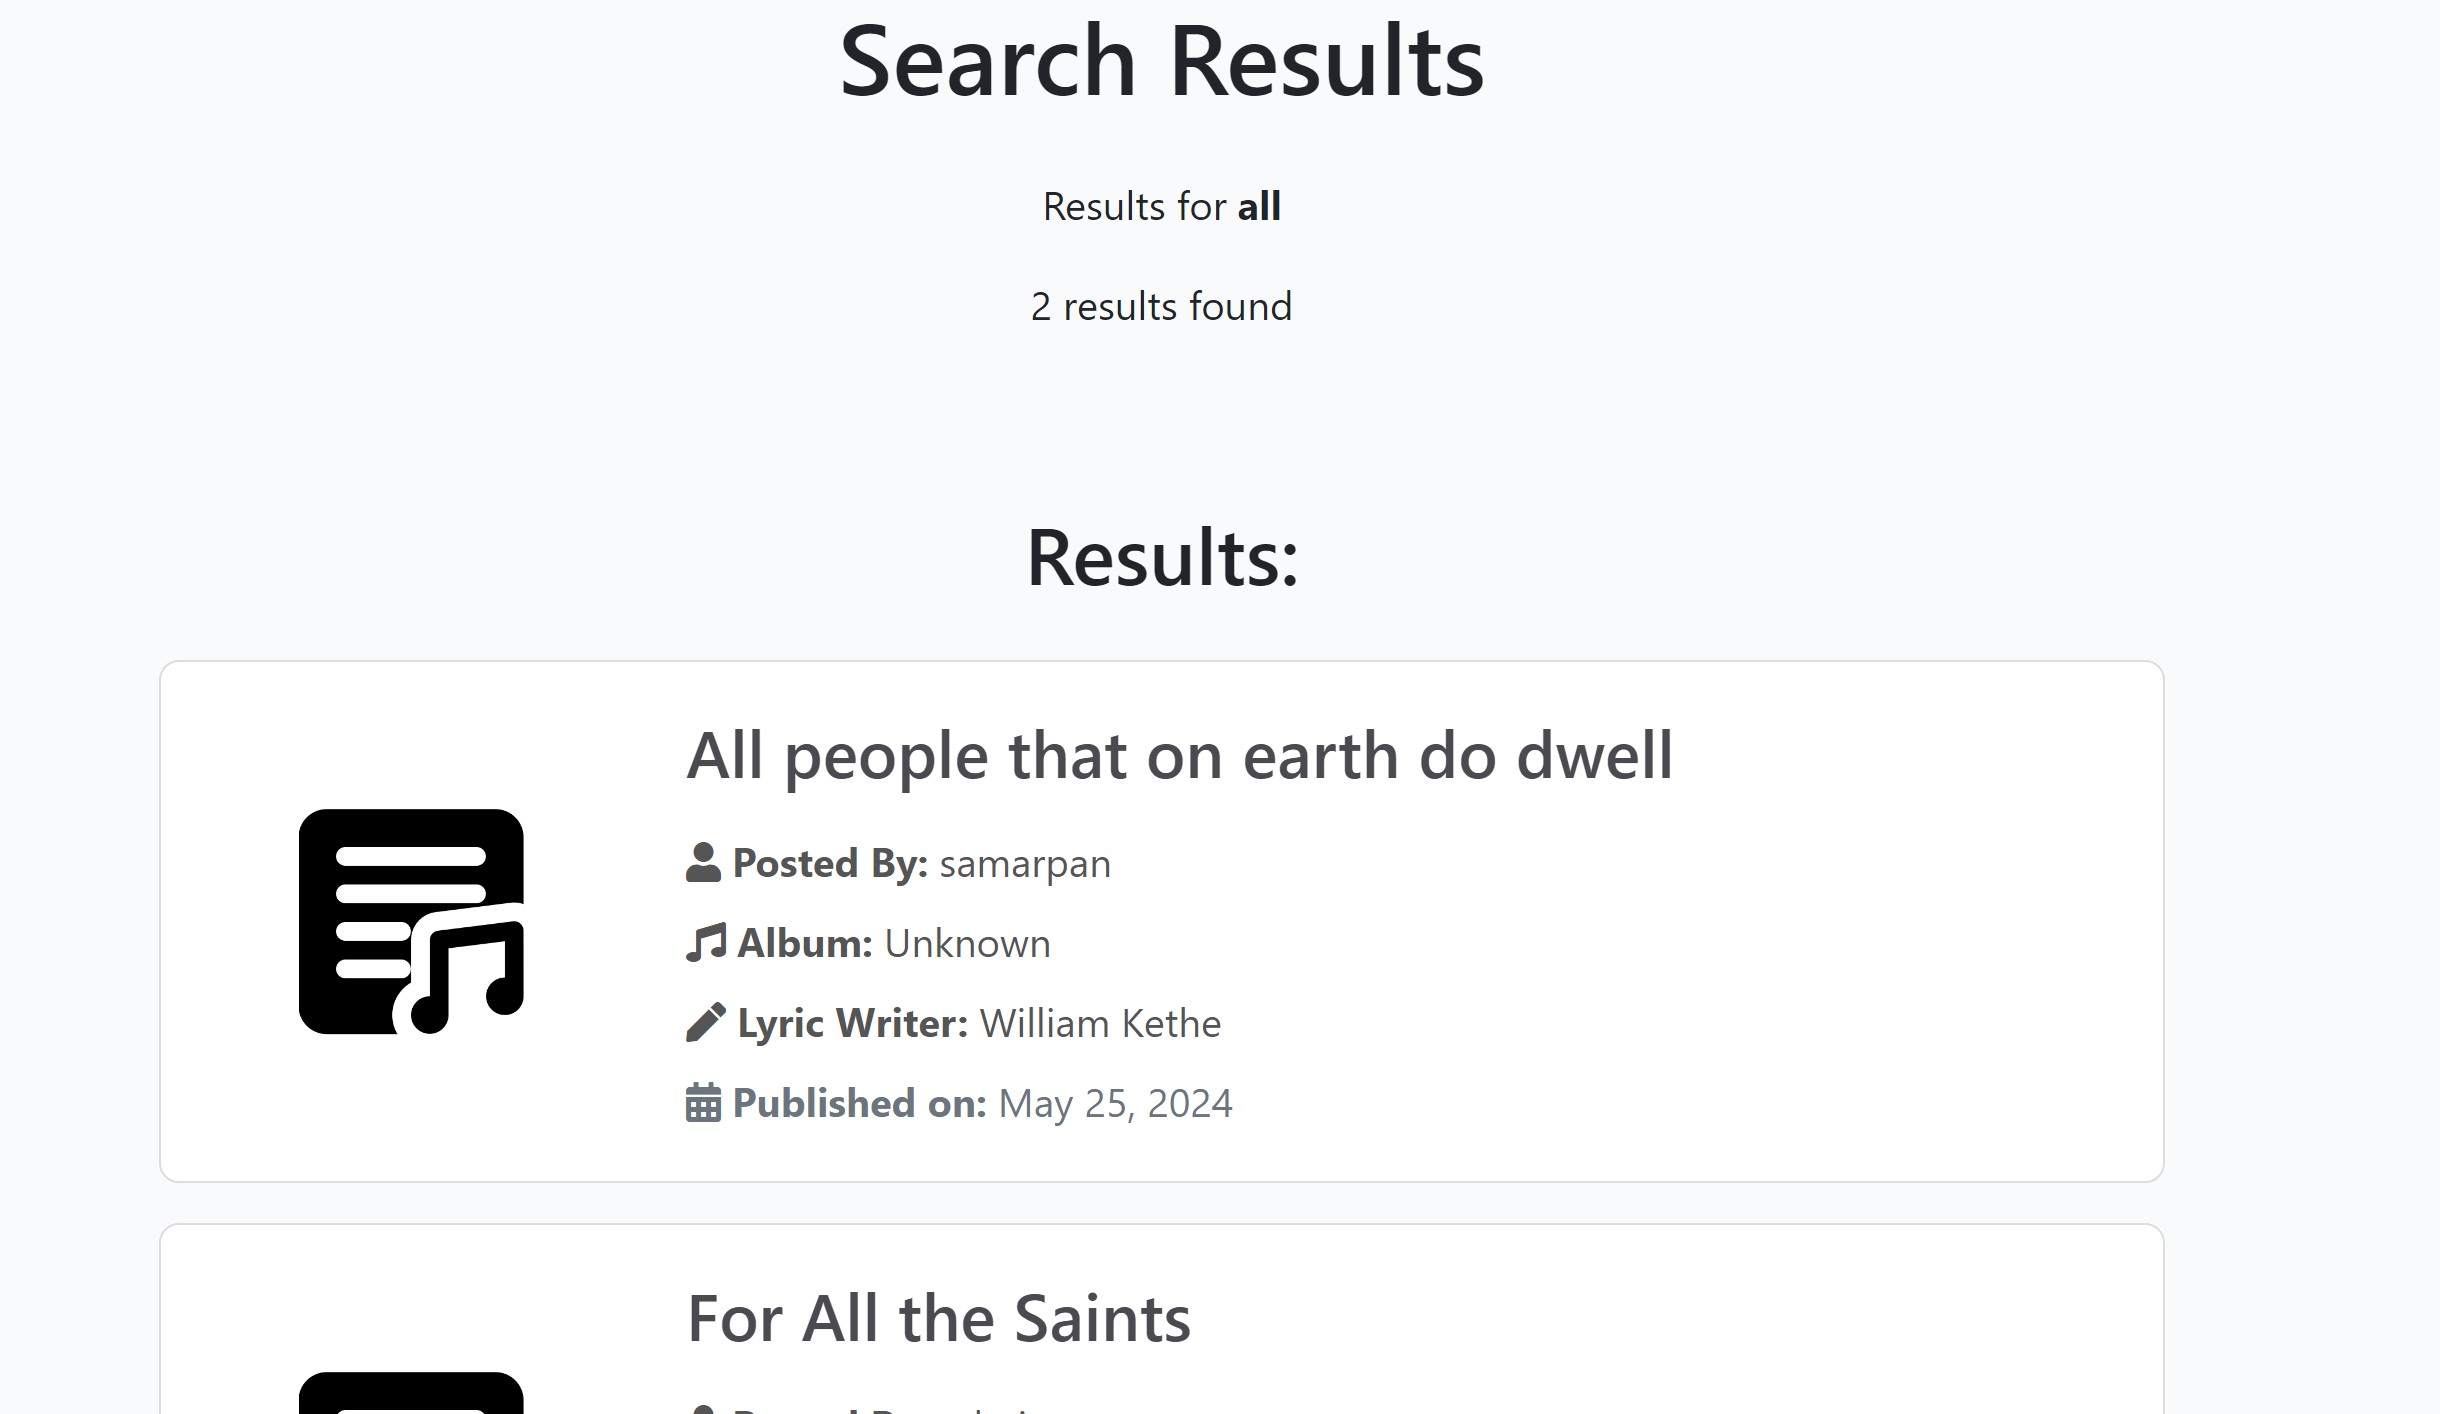 Search Results
Results for all
2 results found
Results:
All people that on earth do dwell
Posted By: samarpan
Album: Unknown
Lyric Writer: William Kethe
Published on: May 25, 2024
For All the Saints